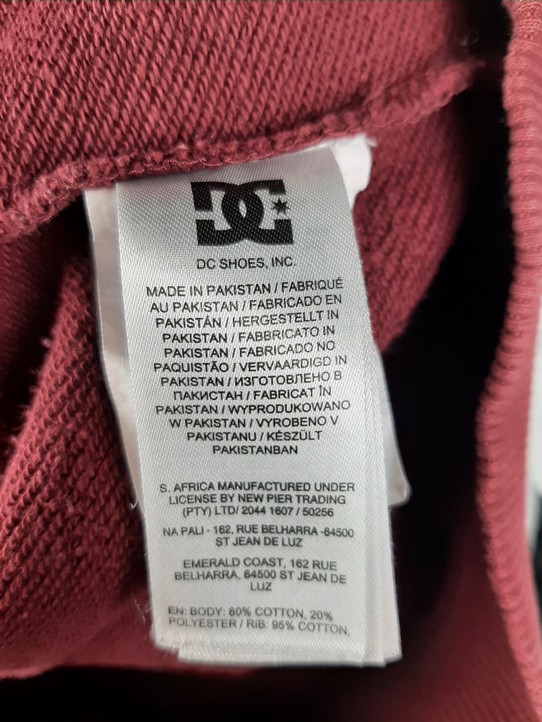 DC
DC SHOES, INC.
MADE IN PAKISTAN / FABRIQUÉ
AU PAKISTAN / FABRICADO EN
PAKISTÁN / HERGESTELLT IN
PAKISTAN / FABBRICATO IN
PAKISTAN / FABRICADO NO
PAQUISTÃO / VERVAARDIGD IN
PAKISTAN / ИЗГОТОВЛЕНО В
ПАКИСТАН / FABRICAT ÎN
PAKISTAN / WYPRODUKOWANO
W PAKISTAN / VYROBENO V
PAKISTANU / KÉSZÜLT
PAKISTANBAN
S. AFRICA MANUFACTURED UNDER
LICENSE BY NEW PIER TRADING
(PTY) LTD/ 2044 1607 / 50256
NA PALI - 162, RUE BELHARRA -64500
ST JEAN DE LUZ
EMERALD COAST, 162 RUE
BELHARRA, 64500 ST JEAN DE
LUZ
EN: BODY: 80% COTTON, 20%
POLYESTER / RIB: 95% COTTON,